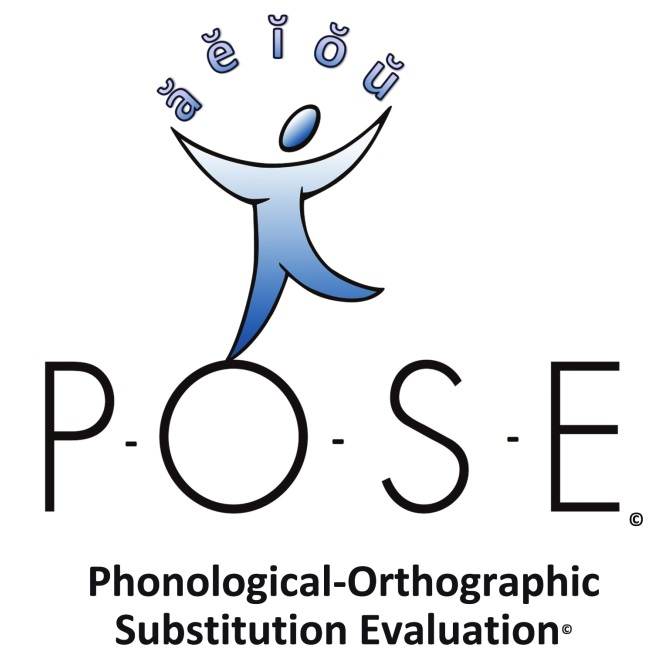 ă ĕ ĭ ŏ ŭ
P-O-S-E©
Phonological-Orthographic
Substitution Evaluation©